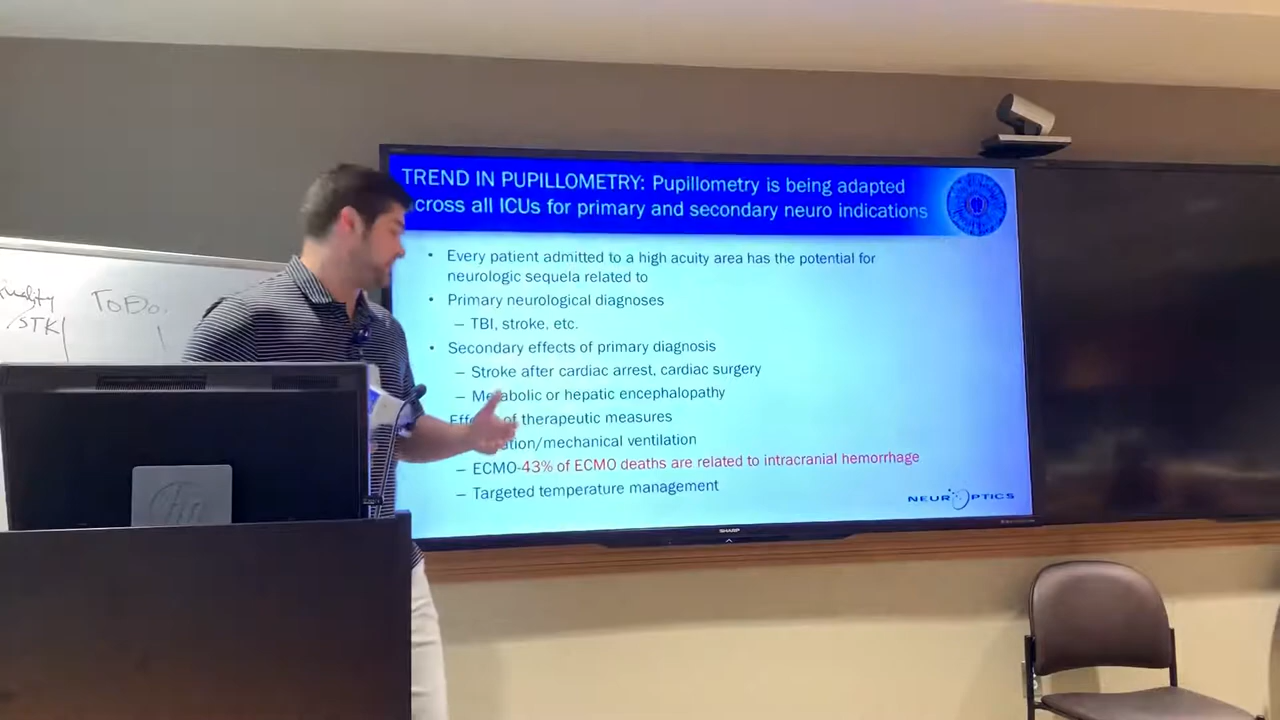 TREND IN PUPILLOMETRY: Pupillometry is being adapted
cross all ICUs for primary and secondary neuro indications
• Every patient admitted to a high acuity area has the potential for
neurologic sequela related to
• Primary neurological diagnoses
– TBI, stroke, etc.
• Secondary effects of primary diagnosis
– Stroke after cardiac arrest, cardiac surgery
– Metabolic or hepatic encephalopathy
of therapeutic measures
ation/mechanical ventilation
– ECMO-43% of ECMO deaths are related to intracranial hemorrhage
– Targeted temperature management
NEUROPTICS
SHARP
ToDo.
/STK
hp